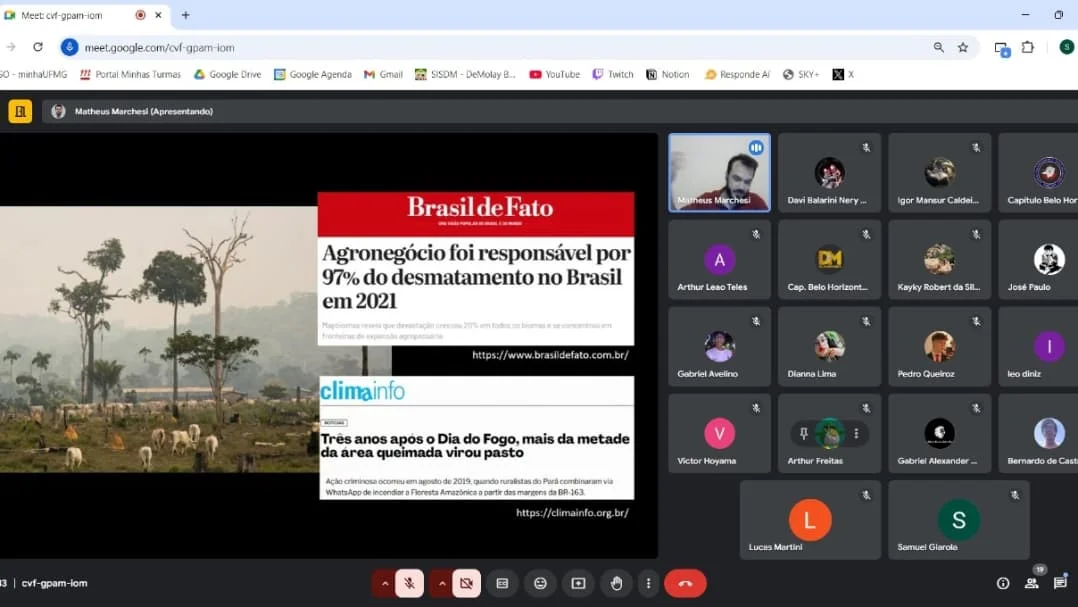 Meet: cvf-gpam-iom
meet.google.com/cvf-gpam-iom
S
GO - minhaUFMG
Portal Minhas Turmas
Google Drive
Google Agenda
Gmail
SISDM - DeMolay B...
YouTube
Twitch
Notion
Responde Aí
SKY+
X
Matheus Marchesi (Apresentando)
Brasil de Fato
UMA VISÃO POPULAR DO BRASIL E DO MUNDO
Agronegócio foi responsável por
97% do desmatamento no Brasil
em 2021
Mapbiomas revela que devastação cresceu 20% em todos os biomas e se concentrou em
fronteiras de expansão agropecuária
https://www.brasildefato.com.br/
climainfo
NOTÍCIAS
Três anos após o Dia do Fogo, mais da metade
da área queimada virou pasto
Ação criminosa ocorreu em agosto de 2019, quando ruralistas do Pará combinaram via
WhatsApp de incendiar a Floresta Amazônica a partir das margens da BR-163.
https://climainfo.org.br/
Matheus Marchesi
Davi Balarini Nery ...
Igor Mansur Caldei...
Capítulo Belo Hor
A
Arthur Leao Teles
DM
Cap. Belo Horizont...
Kayky Robert da Sil...
José Paulo
Gabriel Avelino
Dianna Lima
Pedro Queiroz
I
leo diniz
V
Victor Hoyama
Arthur Freitas
Gabriel Alexander ...
Bernardo de Cast
L
Lucas Martini
S
Samuel Giarola
33 | cvf-gpam-iom
19